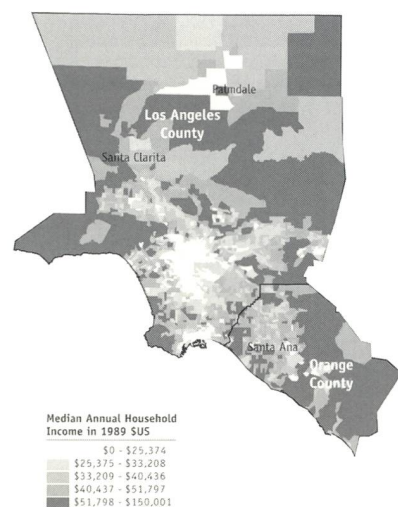 Palmdale
Los Angeles
County
Santa Clarita
Santa Ana
Orange
County
Median Annual Household
Income in 1989 $US
$0 - $25,374
$25,375 - $33,208
$33,209 - $40,436
$40,437 - $51,797
$51,798 - $150,001